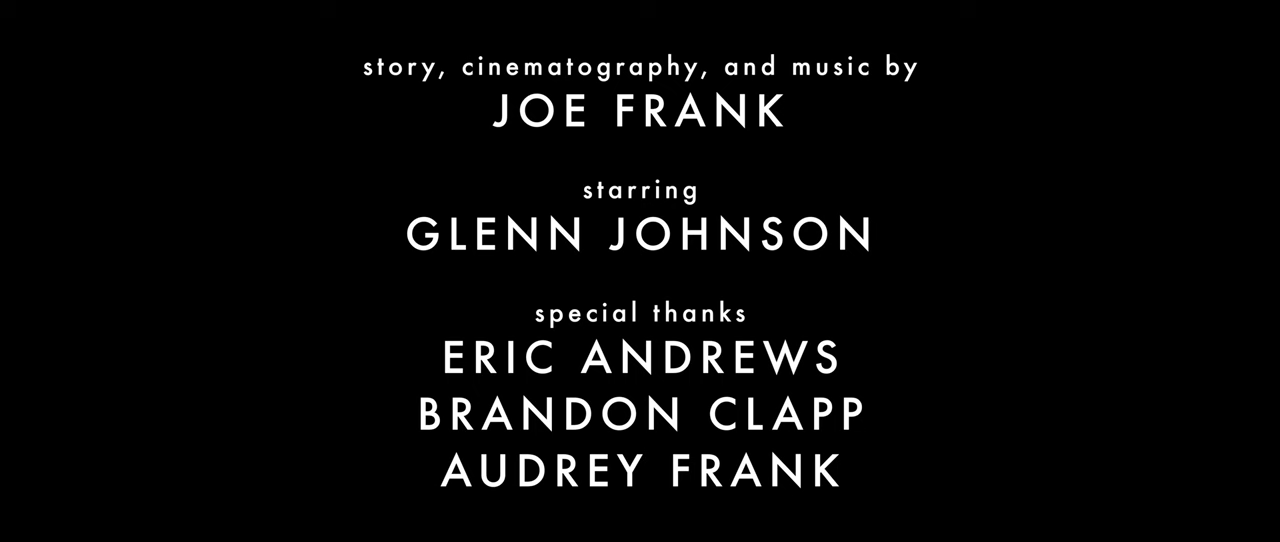 story, cinematography, and music by
JOE FRANK
starring
GLENN JOHNSON
special thanks
ERIC ANDREWS
BRANDON CLAPP
AUDREY FRANK